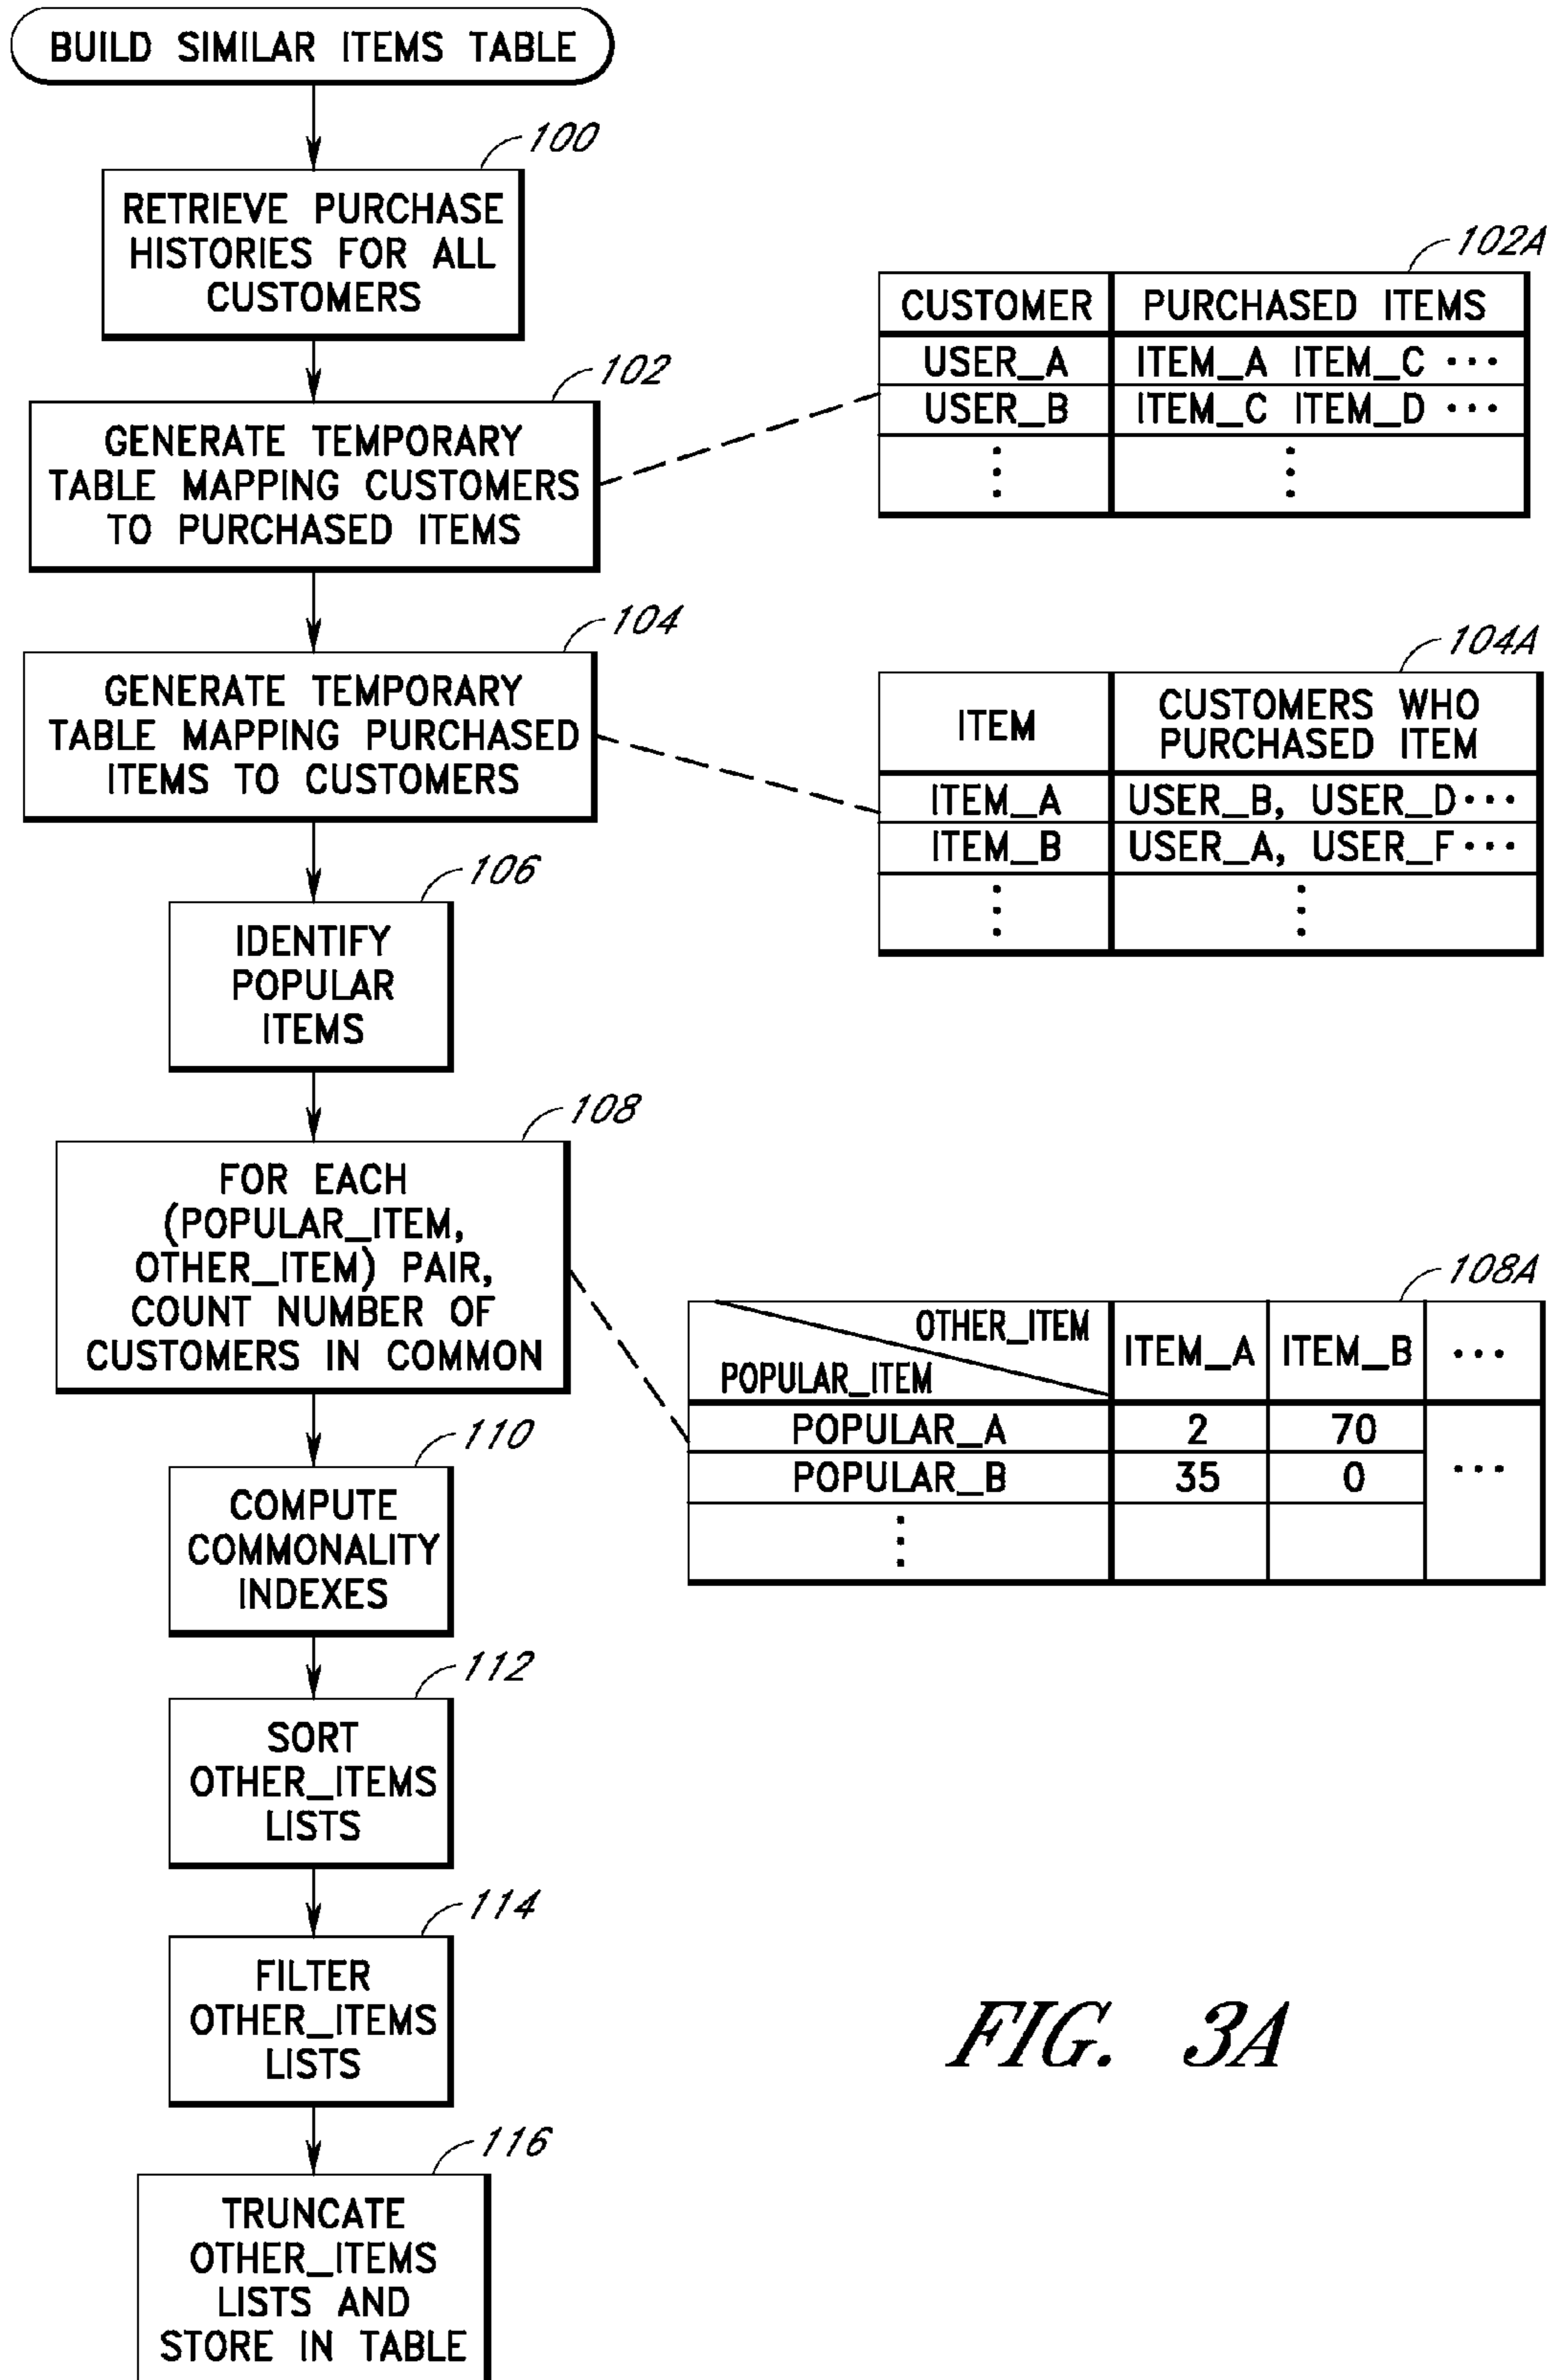 BUILD SIMILAR ITEMS TABLE
100
RETRIEVE PURCHASE
HISTORIES FOR ALL
CUSTOMERS
102
GENERATE TEMPORARY
TABLE MAPPING CUSTOMERS
TO PURCHASED ITEMS
102A
CUSTOMER PURCHASED ITEMS
USER_A ITEM_A ITEM_C ···
USER_B ITEM_C ITEM_D ···
104
GENERATE TEMPORARY
TABLE MAPPING PURCHASED
ITEMS TO CUSTOMERS
104A
ITEM CUSTOMERS WHO
PURCHASED ITEM
ITEM_A USER_B, USER_D ···
ITEM_B USER_A, USER_F ···
106
IDENTIFY
POPULAR
ITEMS
108
FOR EACH
(POPULAR_ITEM,
OTHER_ITEM) PAIR,
COUNT NUMBER OF
CUSTOMERS IN COMMON
108A
OTHER_ITEM
POPULAR_ITEM
ITEM_A ITEM_B ···
POPULAR_A 2 70
POPULAR_B 35 0 ···
110
COMPUTE
COMMONALITY
INDEXES
112
SORT
OTHER_ITEMS
LISTS
114
FILTER
OTHER_ITEMS
LISTS
116
TRUNCATE
OTHER_ITEMS
LISTS AND
STORE IN TABLE
FIG. 3A